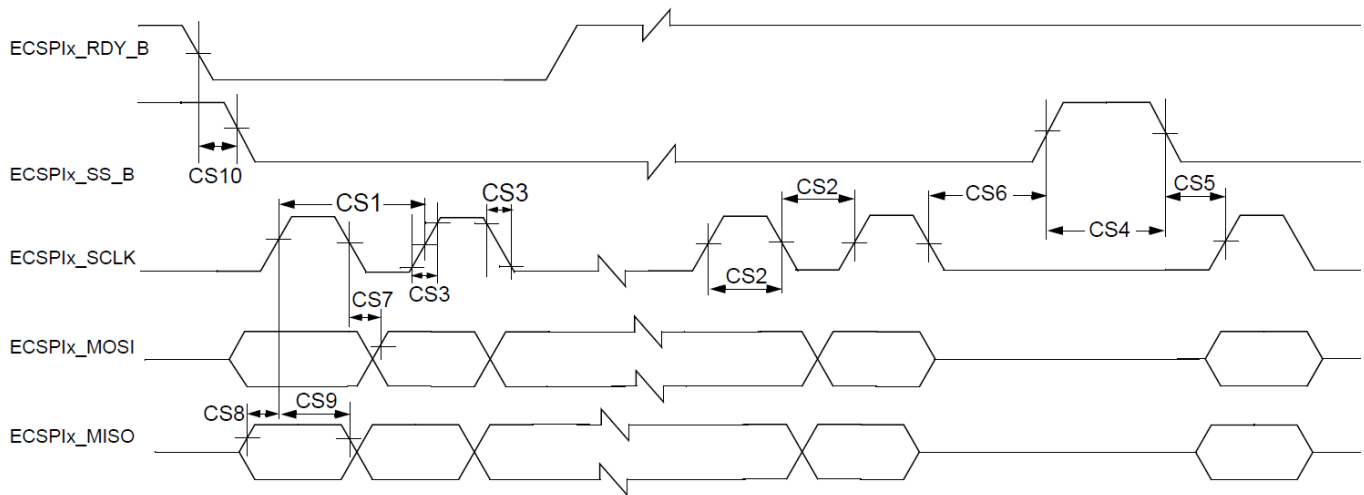 ECSPIx_RDY_B
ECSPIx_SS_B
CS10
CS1
CS3
CS2
CS6
CS5
CS4
ECSPIx_SCLK
CS3
CS2
CS7
ECSPIx_MOSI
CS8
CS9
ECSPIx_MISO